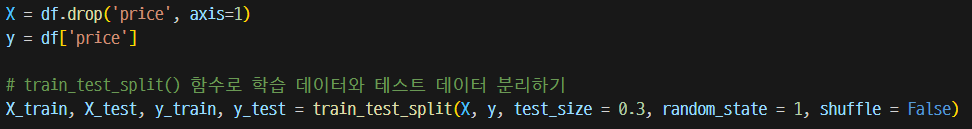 X = df.drop('price', axis=1)
y = df['price']
# train_test_split() 함수로 학습 데이터와 테스트 데이터 분리하기
X_train, X_test, y_train, y_test = train_test_split(X, y, test_size = 0.3, random_state = 1, shuffle = False)